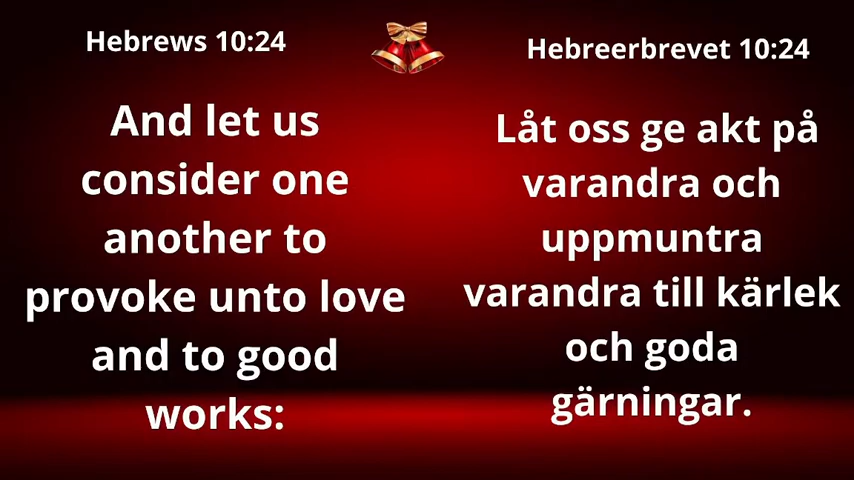 Hebrews 10:24
And let us
consider one
another to
provoke unto love
and to good
works:
Hebreerbrevet 10:24
Låt oss ge akt på
varandra och
uppmuntra
varandra till kärlek
och goda
gärningar.